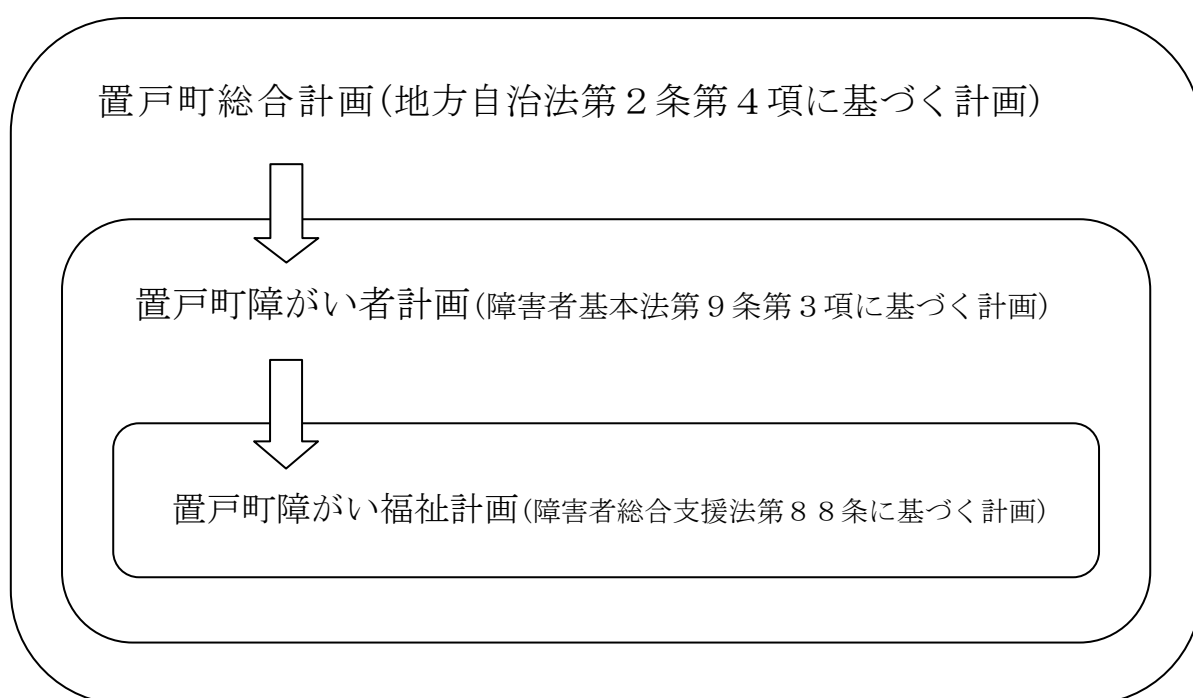 置戸町総合計画(地方自治法第２条第４項に基づく計画)
置戸町障がい者計画(障害者基本法第９条第３項に基づく計画)
置戸町障がい福祉計画(障害者総合支援法第８８条に基づく計画)